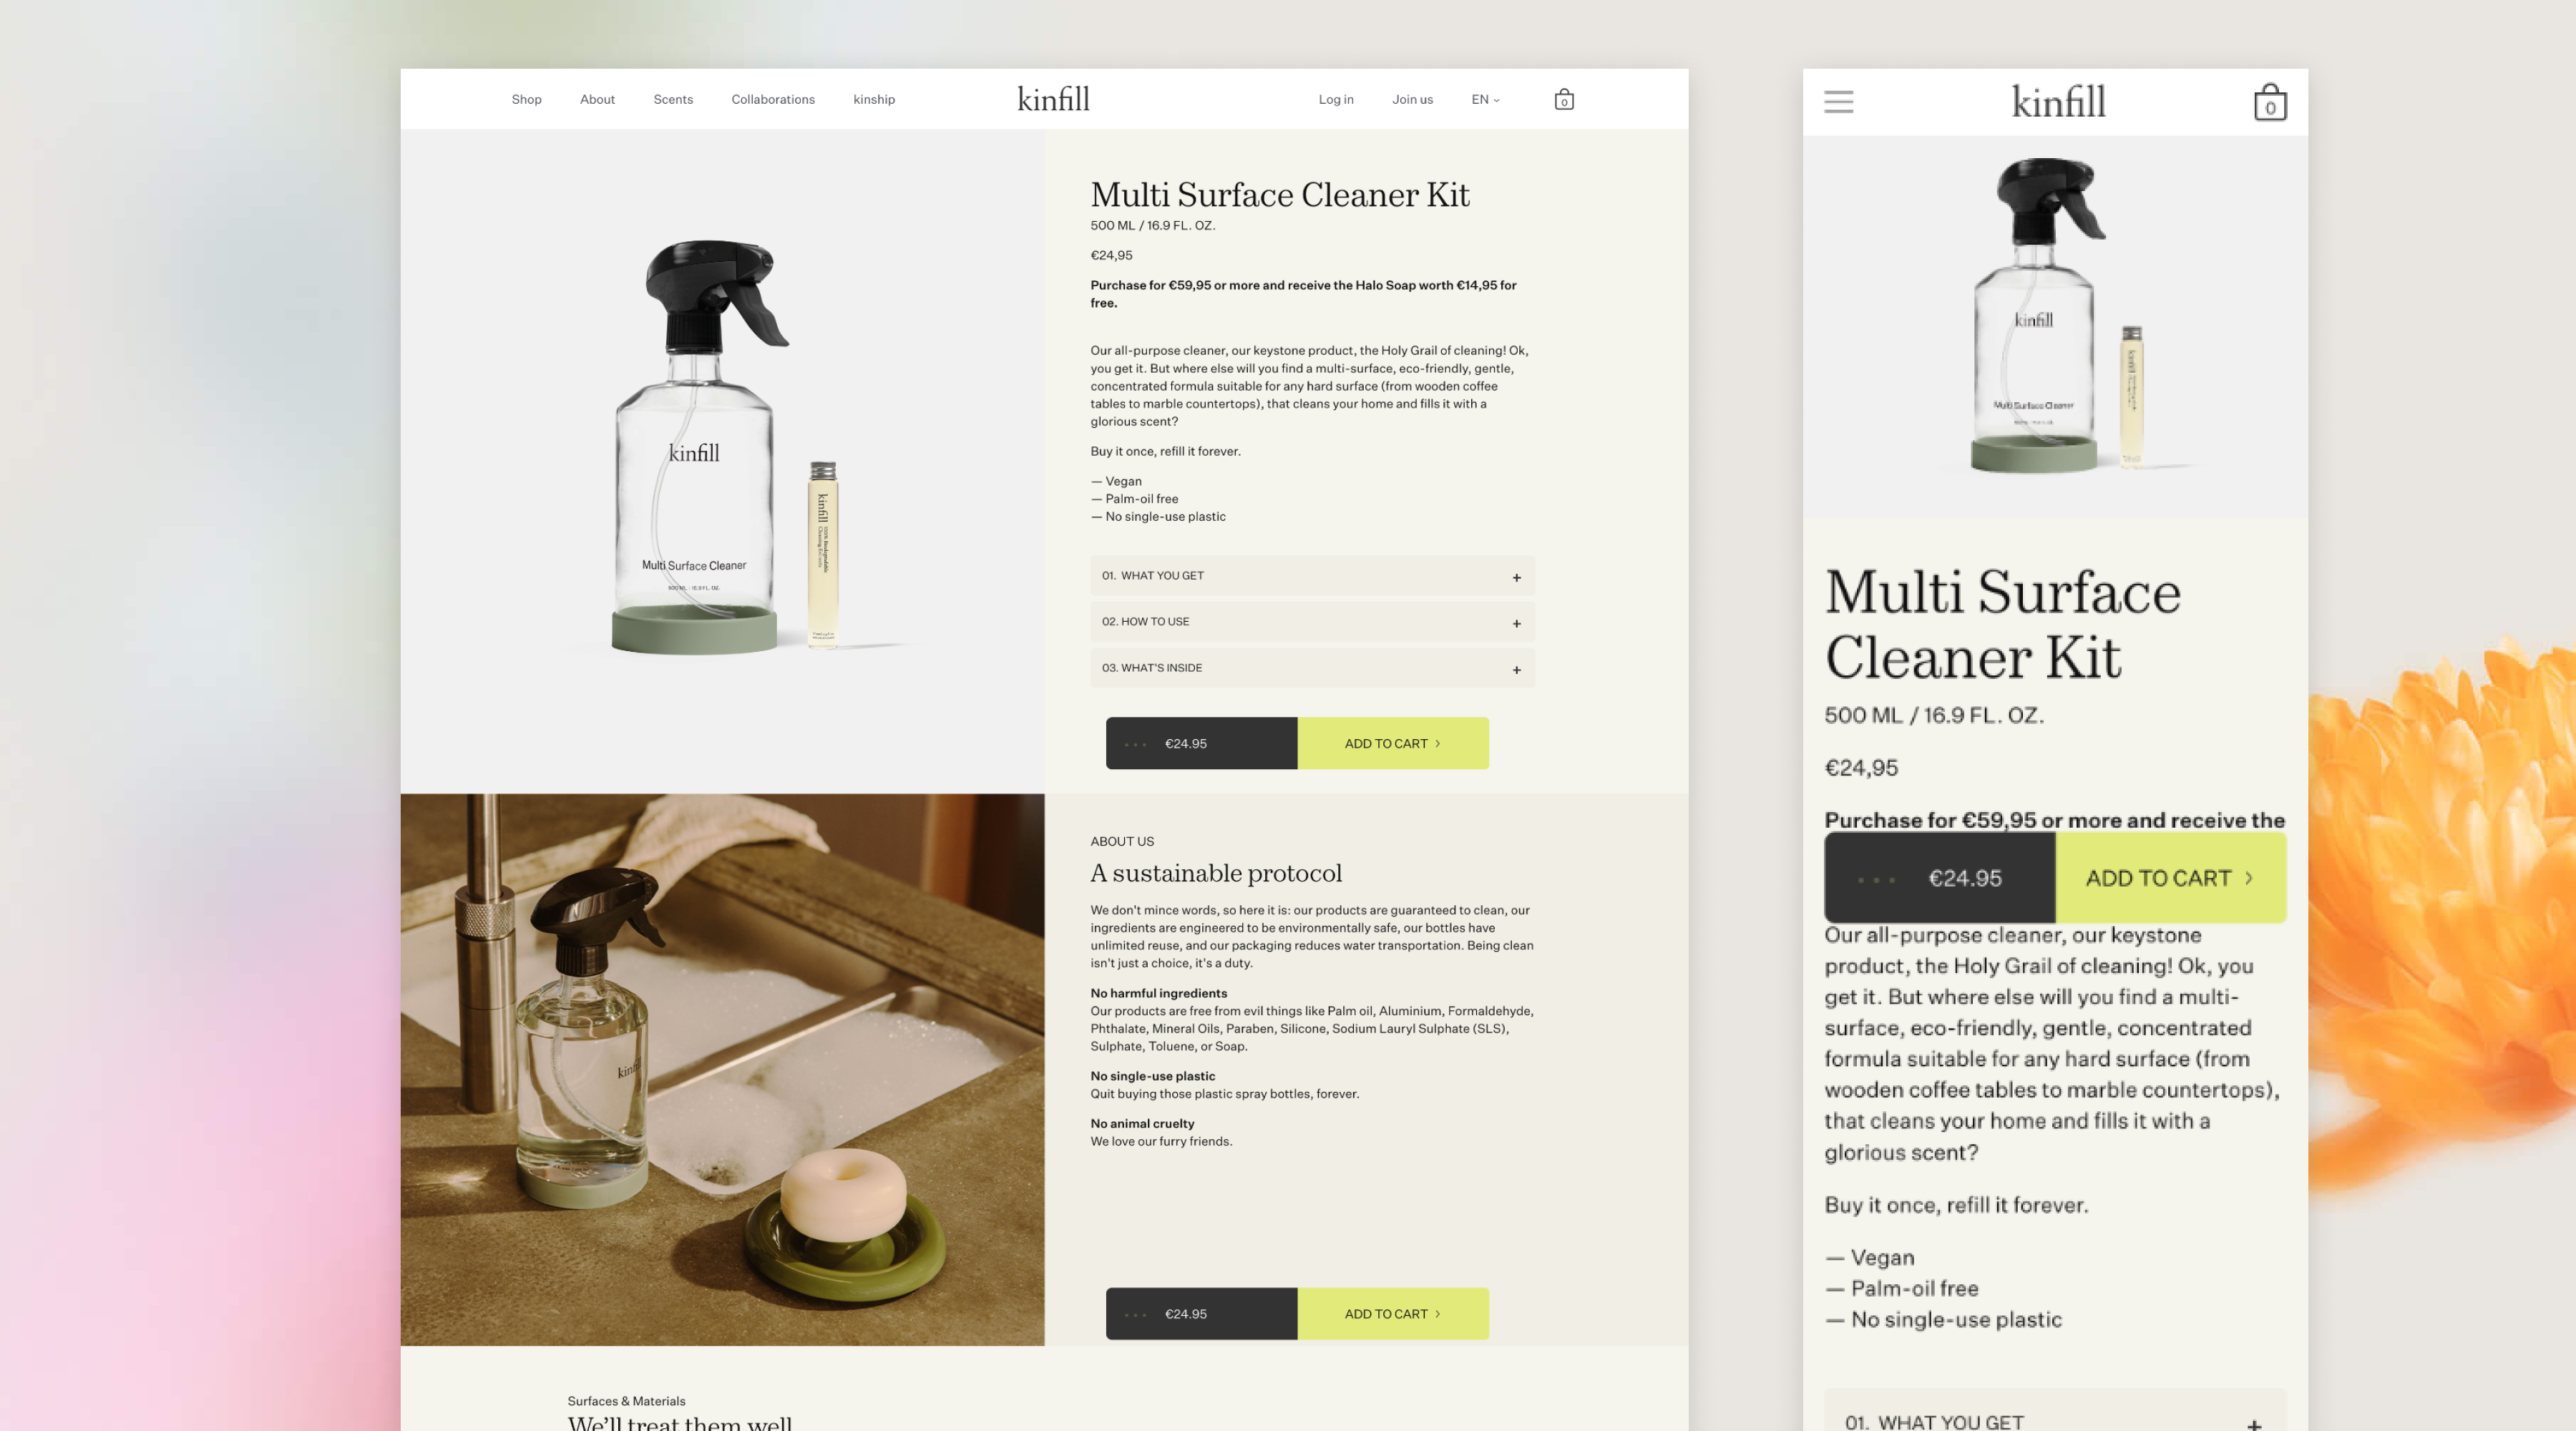 Shop
About
Scents
Collaborations
kinship
kinfill
Log in
Join us
EN
0
kinfill
Multi Surface Cleaner
500 ML / 16.9 FL. OZ.
kinfill
100% Biodegradable
Multi Surface Cleaner Kit
500 ML / 16.9 FL. OZ.
€24,95
Purchase for €59,95 or more and receive the Halo Soap worth €14,95 for
free.
Our all-purpose cleaner, our keystone product, the Holy Grail of cleaning! Ok,
you get it. But where else will you find a multi-surface, eco-friendly, gentle,
concentrated formula suitable for any hard surface (from wooden coffee
tables to marble countertops), that cleans your home and fills it with a
glorious scent?
Buy it once, refill it forever.
— Vegan
— Palm-oil free
— No single-use plastic
01. WHAT YOU GET +
02. HOW TO USE +
03. WHAT'S INSIDE +
€24.95
ADD TO CART >
kinfill
ABOUT US
A sustainable protocol
We don't mince words, so here it is: our products are guaranteed to clean, our
ingredients are engineered to be environmentally safe, our bottles have
unlimited reuse, and our packaging reduces water transportation. Being clean
isn't just a choice, it's a duty.
No harmful ingredients
Our products are free from evil things like Palm oil, Aluminium, Formaldehyde,
Phthalate, Mineral Oils, Paraben, Silicone, Sodium Lauryl Sulphate (SLS),
Sulphate, Toluene, or Soap.
No single-use plastic
Quit buying those plastic spray bottles, forever.
No animal cruelty
We love our furry friends.
€24.95
ADD TO CART >
Surfaces & Materials
We'll treat them well
kinfill
0
kinfill
Multi Surface Cleaner
kinfill
Multi Surface
Cleaner Kit
500 ML / 16.9 FL. OZ.
€24,95
Purchase for €59,95 or more and receive the
€24.95
ADD TO CART >
Our all-purpose cleaner, our keystone
product, the Holy Grail of cleaning! Ok, you
get it. But where else will you find a multi-
surface, eco-friendly, gentle, concentrated
formula suitable for any hard surface (from
wooden coffee tables to marble countertops),
that cleans your home and fills it with a
glorious scent?
Buy it once, refill it forever.
— Vegan
— Palm-oil free
— No single-use plastic
01. WHAT YOU GET +